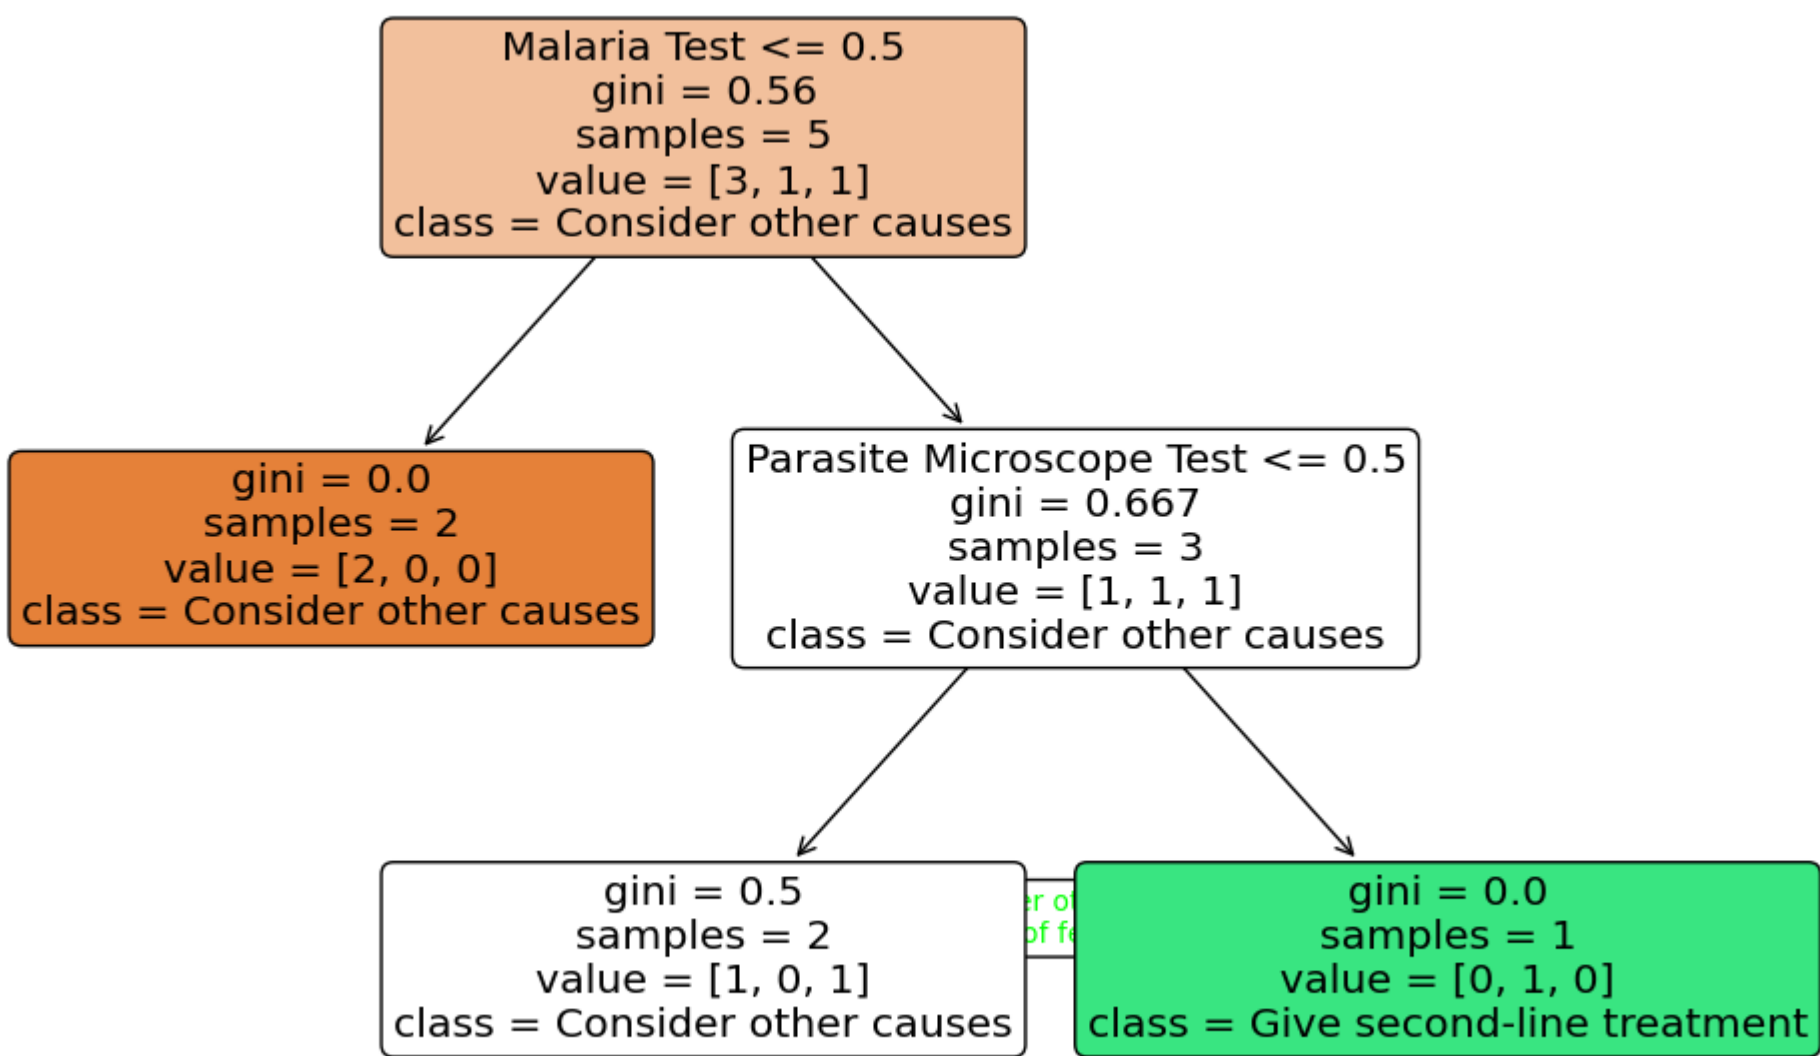 Malaria Test <= 0.5
gini = 0.56
samples = 5
value = [3, 1, 1]
class = Consider other causes
gini = 0.0
samples = 2
value = [2, 0, 0]
class = Consider other causes
Parasite Microscope Test <= 0.5
gini = 0.667
samples = 3
value = [1, 1, 1]
class = Consider other causes
gini = 0.5
samples = 2
value = [1, 0, 1]
class = Consider other causes
of
gini = 0.0
samples = 1
value = [0, 1, 0]
class = Give second-line treatment